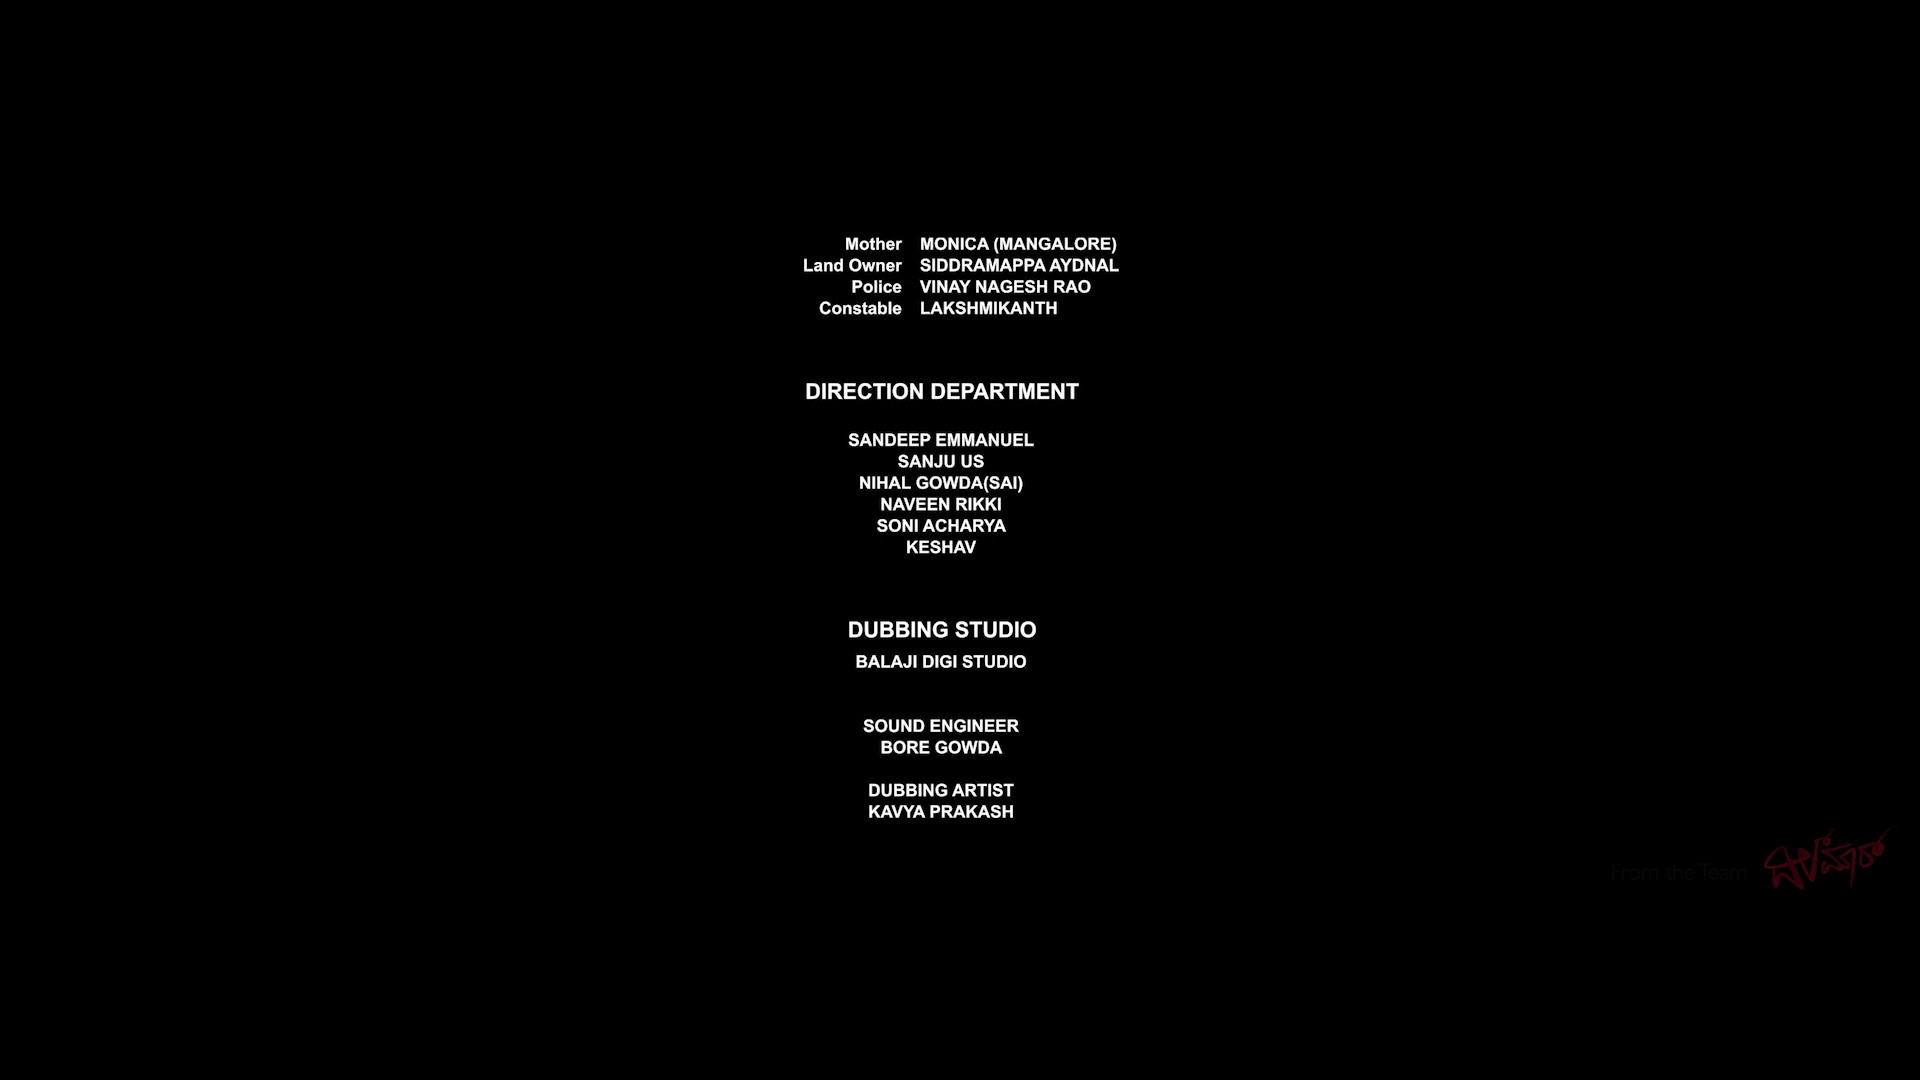 Mother MONICA (MANGALORE)
Land Owner SIDDRAMAPPA AYDNAL
Police VINAY NAGESH RAO
Constable LAKSHMIKANTH
DIRECTION DEPARTMENT
SANDEEP EMMANUEL
SANJU US
NIHAL GOWDA(SAI)
NAVEEN RIKKI
SONI ACHARYA
KESHAV
DUBBING STUDIO
BALAJI DIGI STUDIO
SOUND ENGINEER
BORE GOWDA
DUBBING ARTIST
KAVYA PRAKASH
From the Team